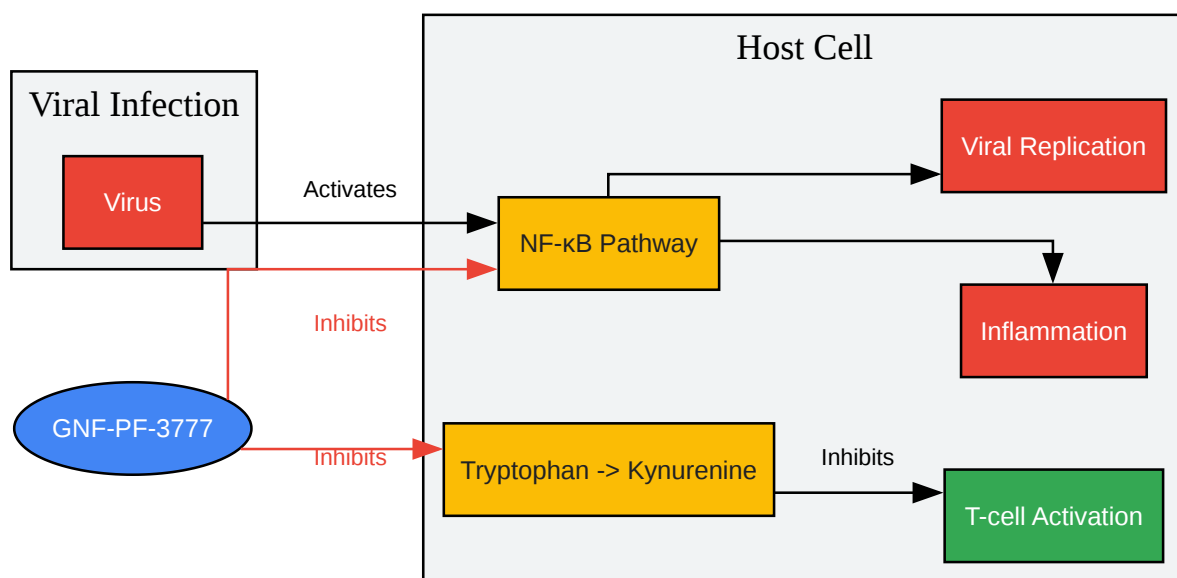 Host Cell
Viral Infection
Viral Replication
Activates
Virus
NF-κB Pathway
Inhibits
Inflammation
GNF-PF-3777
Inhibits
Tryptophan -> Kynurenine
Inhibits
T-cell Activation